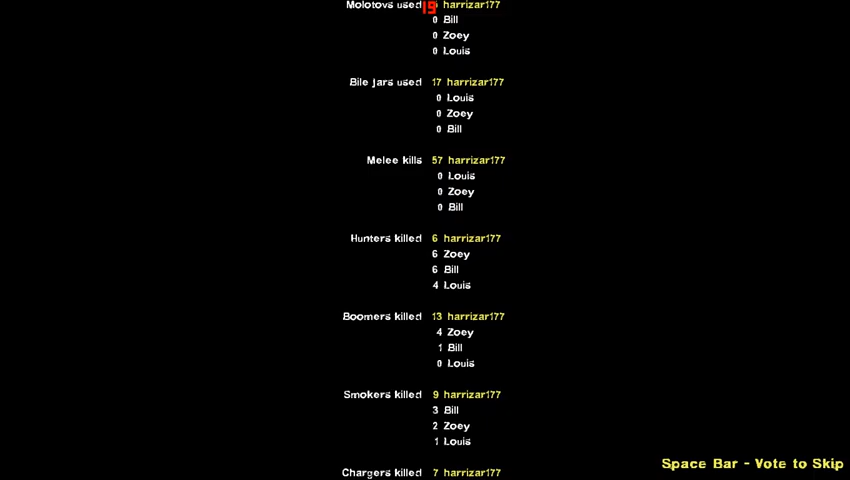 Molotovs used harrizar177
19
0 Bill
0 Zoey
0 Louis
Bile jars used 17 harrizar177
0 Louis
0 Zoey
0 Bill
Melee kills 57 harrizar177
0 Louis
0 Zoey
0 Bill
Hunters killed 6 harrizar177
6 Zoey
6 Bill
4 Louis
Boomers killed 13 harrizar177
4 Zoey
1 Bill
0 Louis
Smokers killed 9 harrizar177
3 Bill
2 Zoey
1 Louis
Chargers killed 7 harrizar177
Space Bar - Vote to Skip